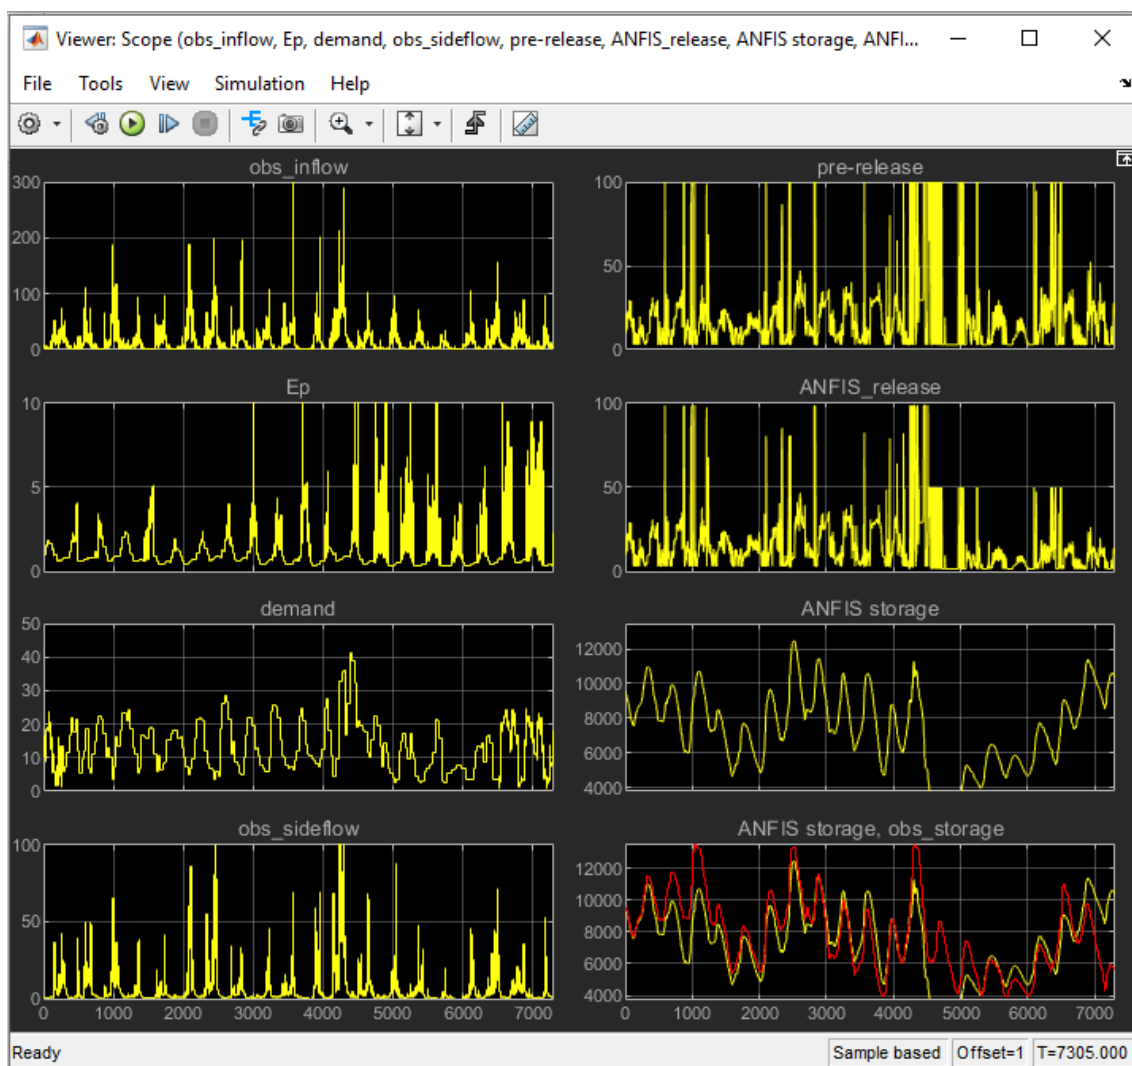 Viewer: Scope (obs_inflow, Ep, demand, obs_sideflow, pre-release, ANFIS_release, ANFIS storage, ANFI...
File Tools View Simulation Help
obs_inflow
300
200
100
0
Ep
10
5
0
demand
50
40
30
20
10
0
obs_sideflow
100
50
0
0 1000 2000 3000 4000 5000 6000 7000
pre-release
100
50
0
ANFIS_release
100
50
0
ANFIS storage
12000
10000
8000
6000
4000
ANFIS storage, obs_storage
12000
10000
8000
6000
4000
0 1000 2000 3000 4000 5000 6000 7000
Ready Sample based Offset=1 T=7305.000